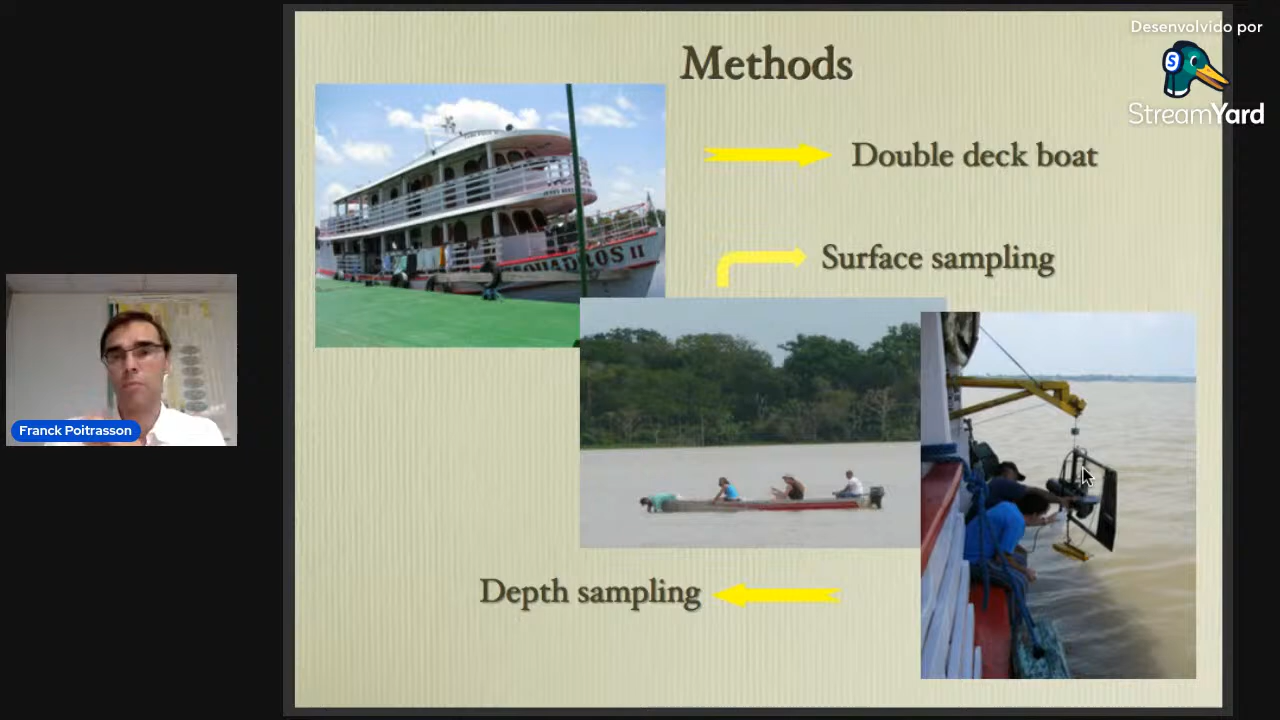 Desenvolvido por
StreamYard
Methods
Double deck boat
Surface sampling
Franck Poitrasson
Depth sampling